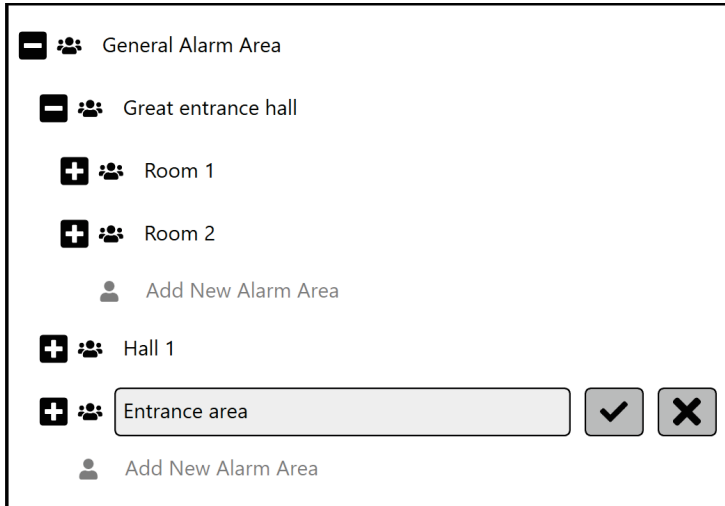 General Alarm Area
Great entrance hall
Room 1
Room 2
Add New Alarm Area
Hall 1
Entrance area
Add New Alarm Area